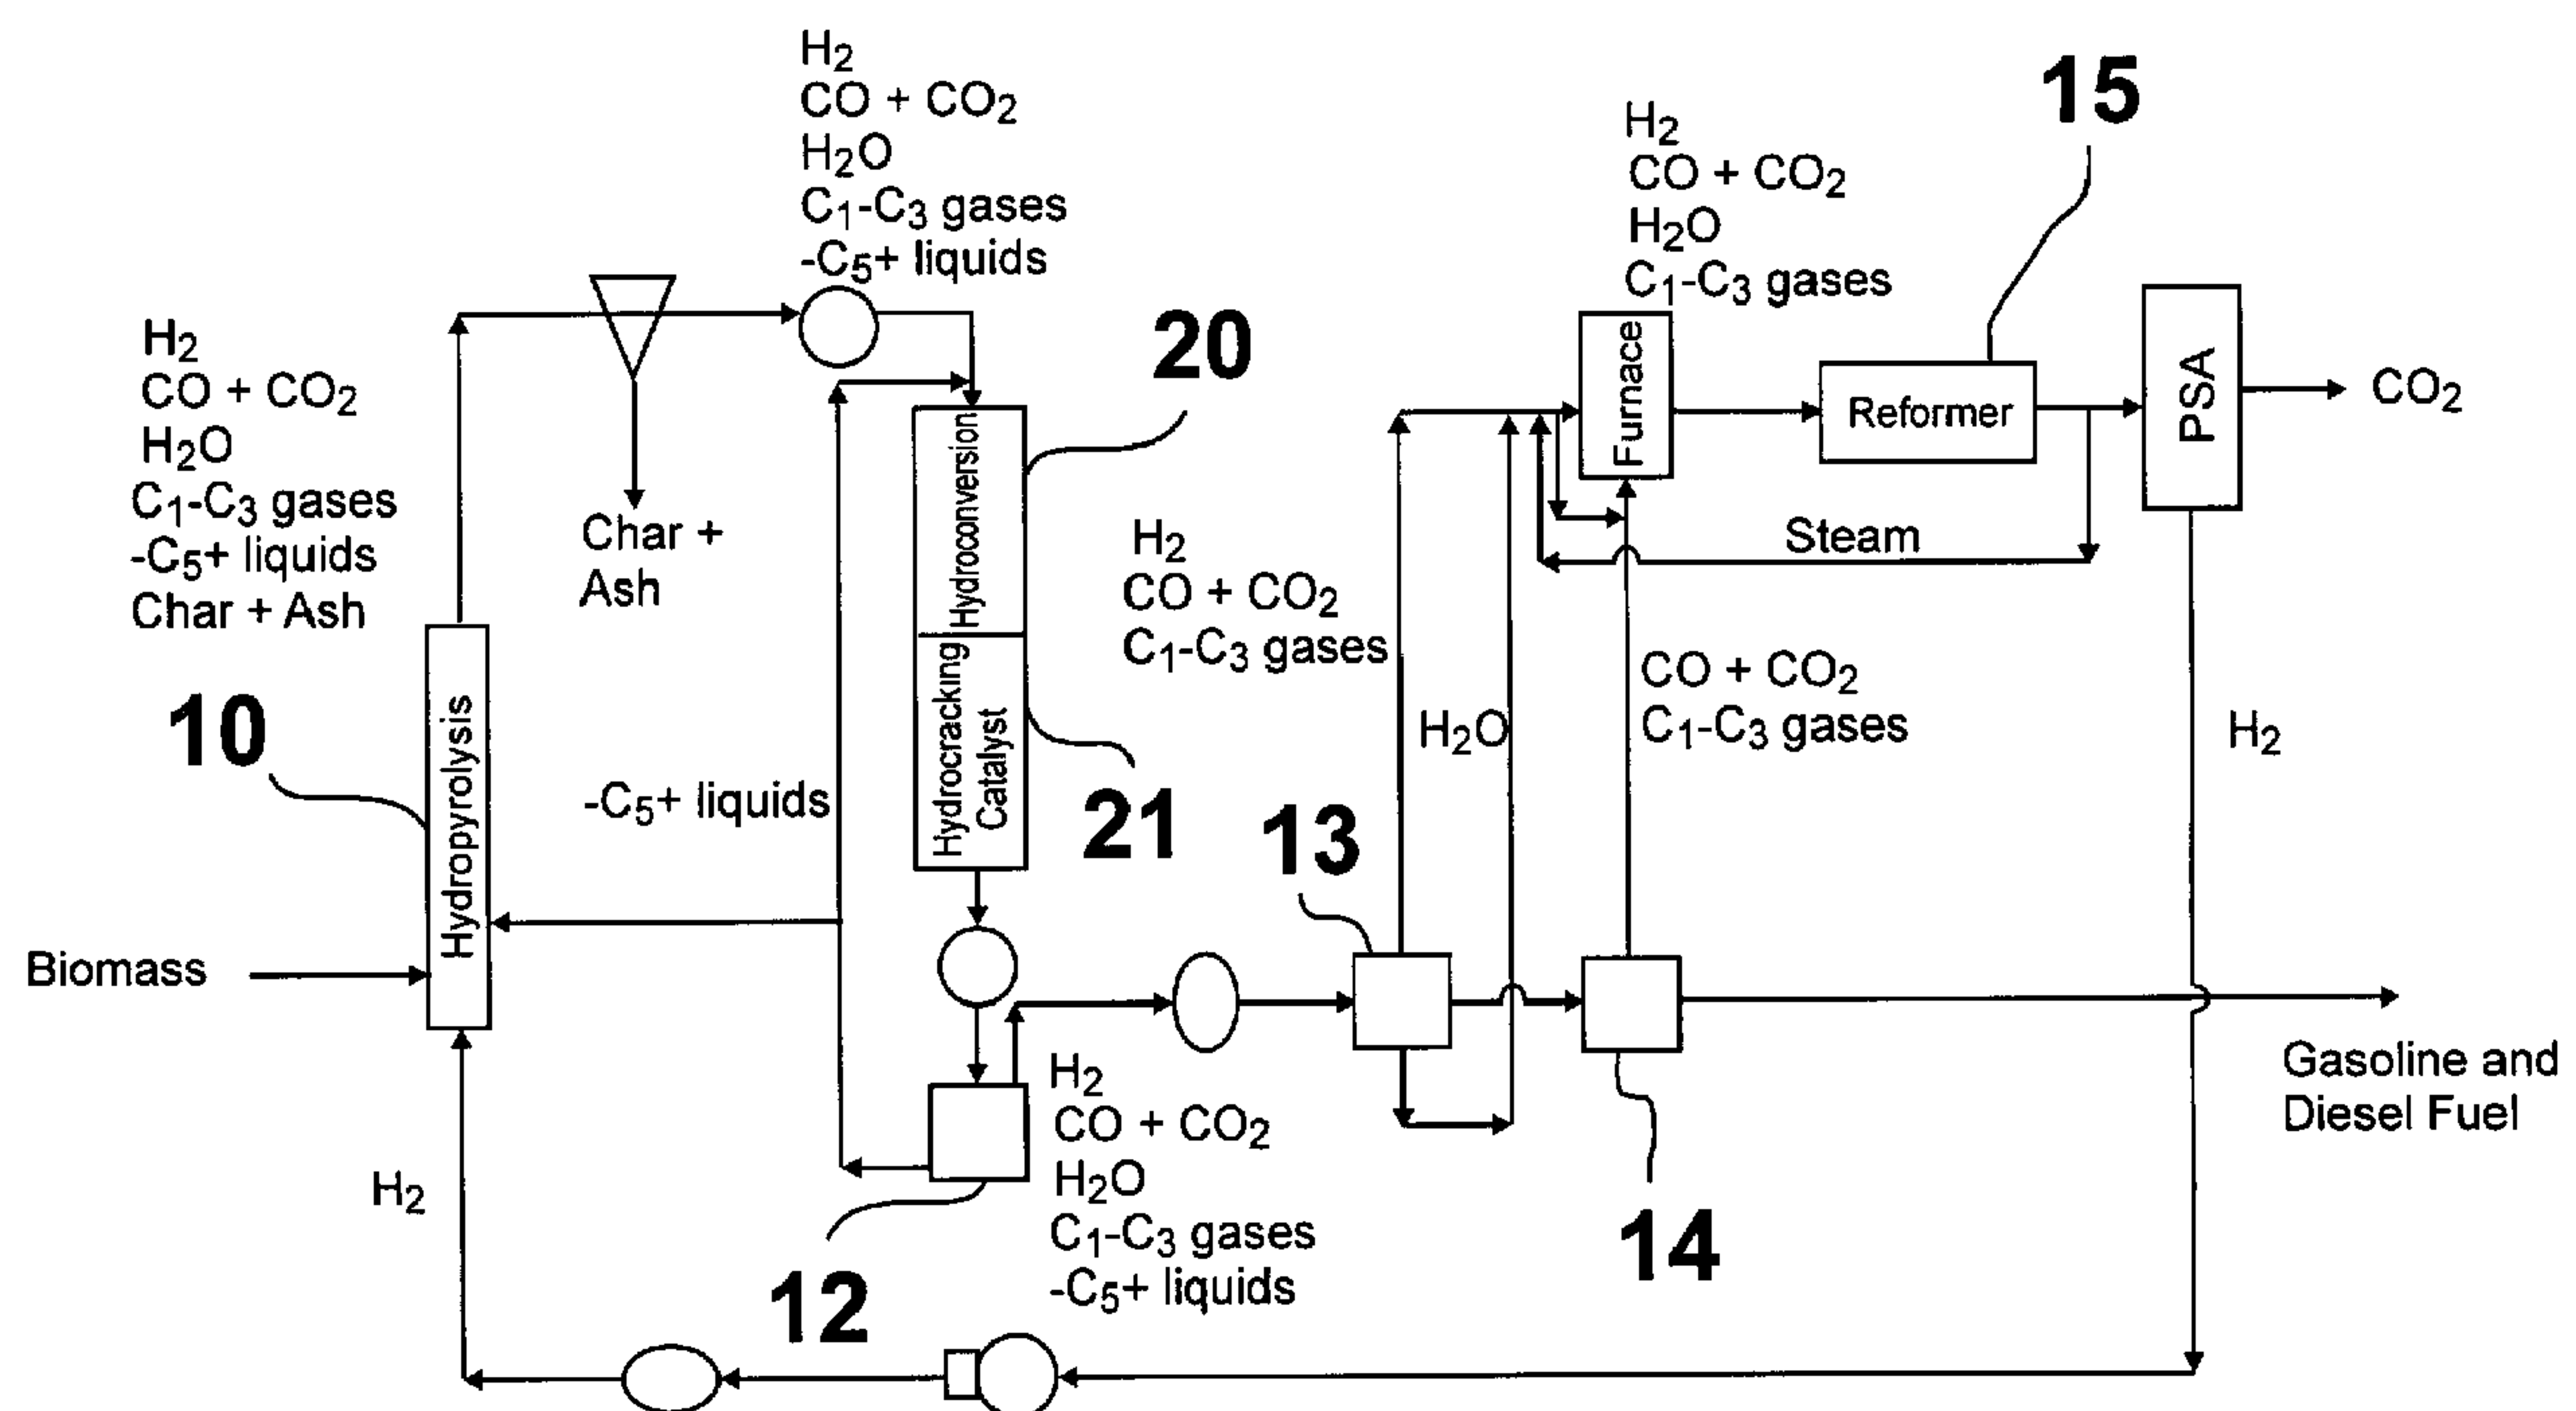 H2
CO + CO2
H2O
C1-C3 gases
-C5+ liquids
15
H2
CO + CO2
H2O
C1-C3 gases
H2
CO + CO2
H2O
C1-C3 gases
-C5+ liquids
Char + Ash
Char +
Ash
20
Hydroconversion
Hydrocracking
Catalyst
21
Furnace
Reformer
PSA
CO2
Steam
H2
CO + CO2
C1-C3 gases
H2O
CO + CO2
C1-C3 gases
H2
10
Hydropyrolysis
-C5+ liquids
13
Biomass
Gasoline and
Diesel Fuel
H2
CO + CO2
H2O
C1-C3 gases
-C5+ liquids
H2
12
14